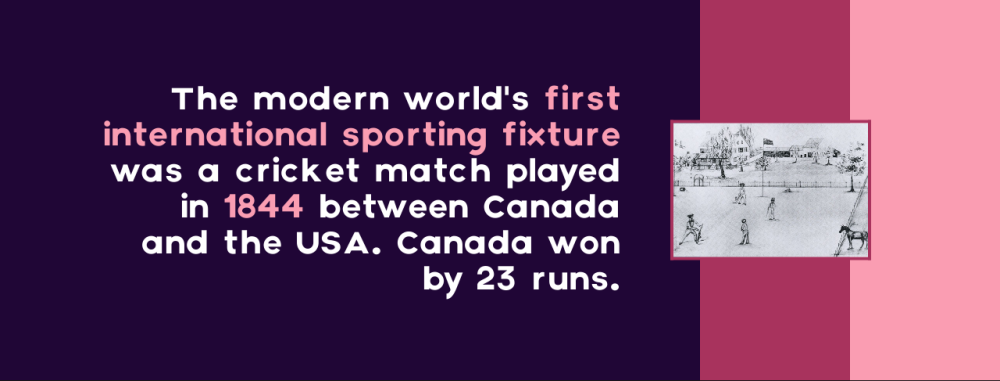 The modern world's first
international sporting fixture
was a cricket match played
in 1844 between Canada
and the USA. Canada won
by 23 runs.